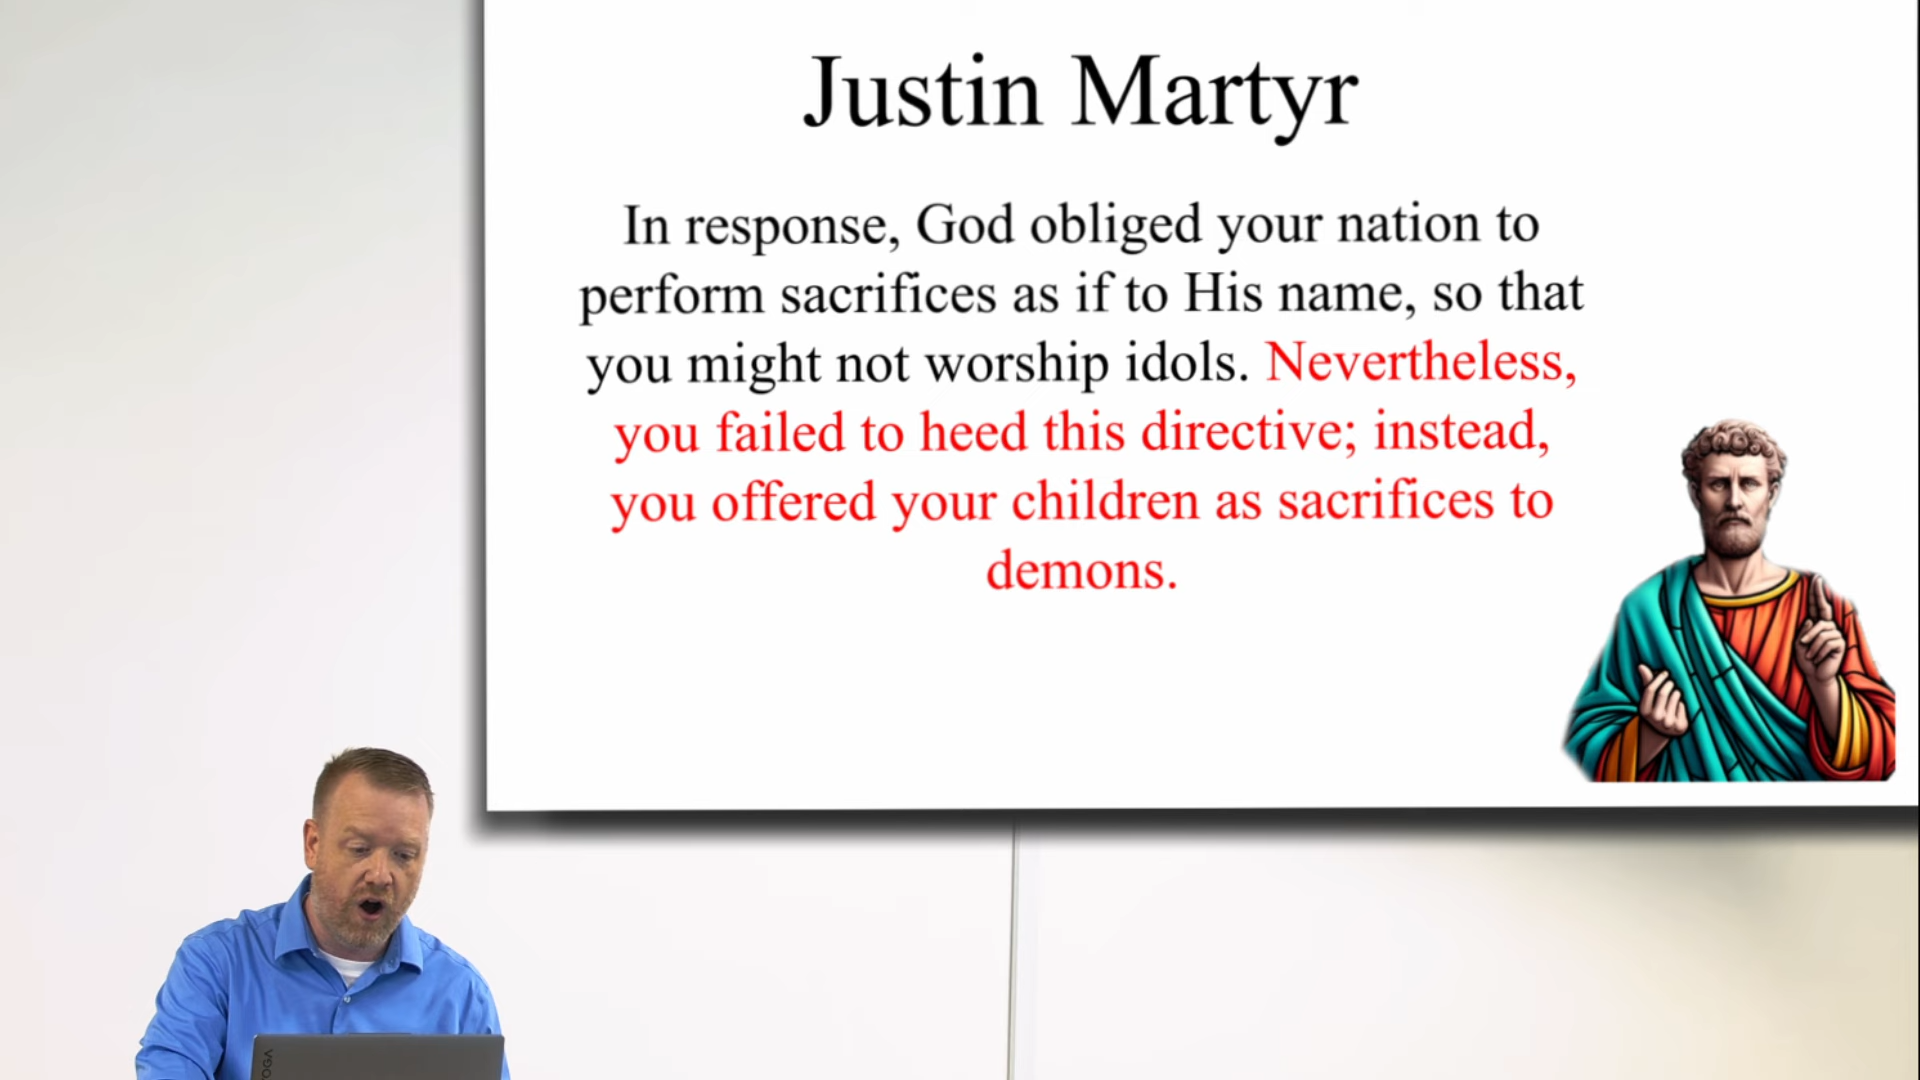 Justin Martyr
In response, God obliged your nation to
perform sacrifices as if to His name, so that
you might not worship idols. Nevertheless,
you failed to heed this directive; instead,
you offered your children as sacrifices to
demons.
YOGA